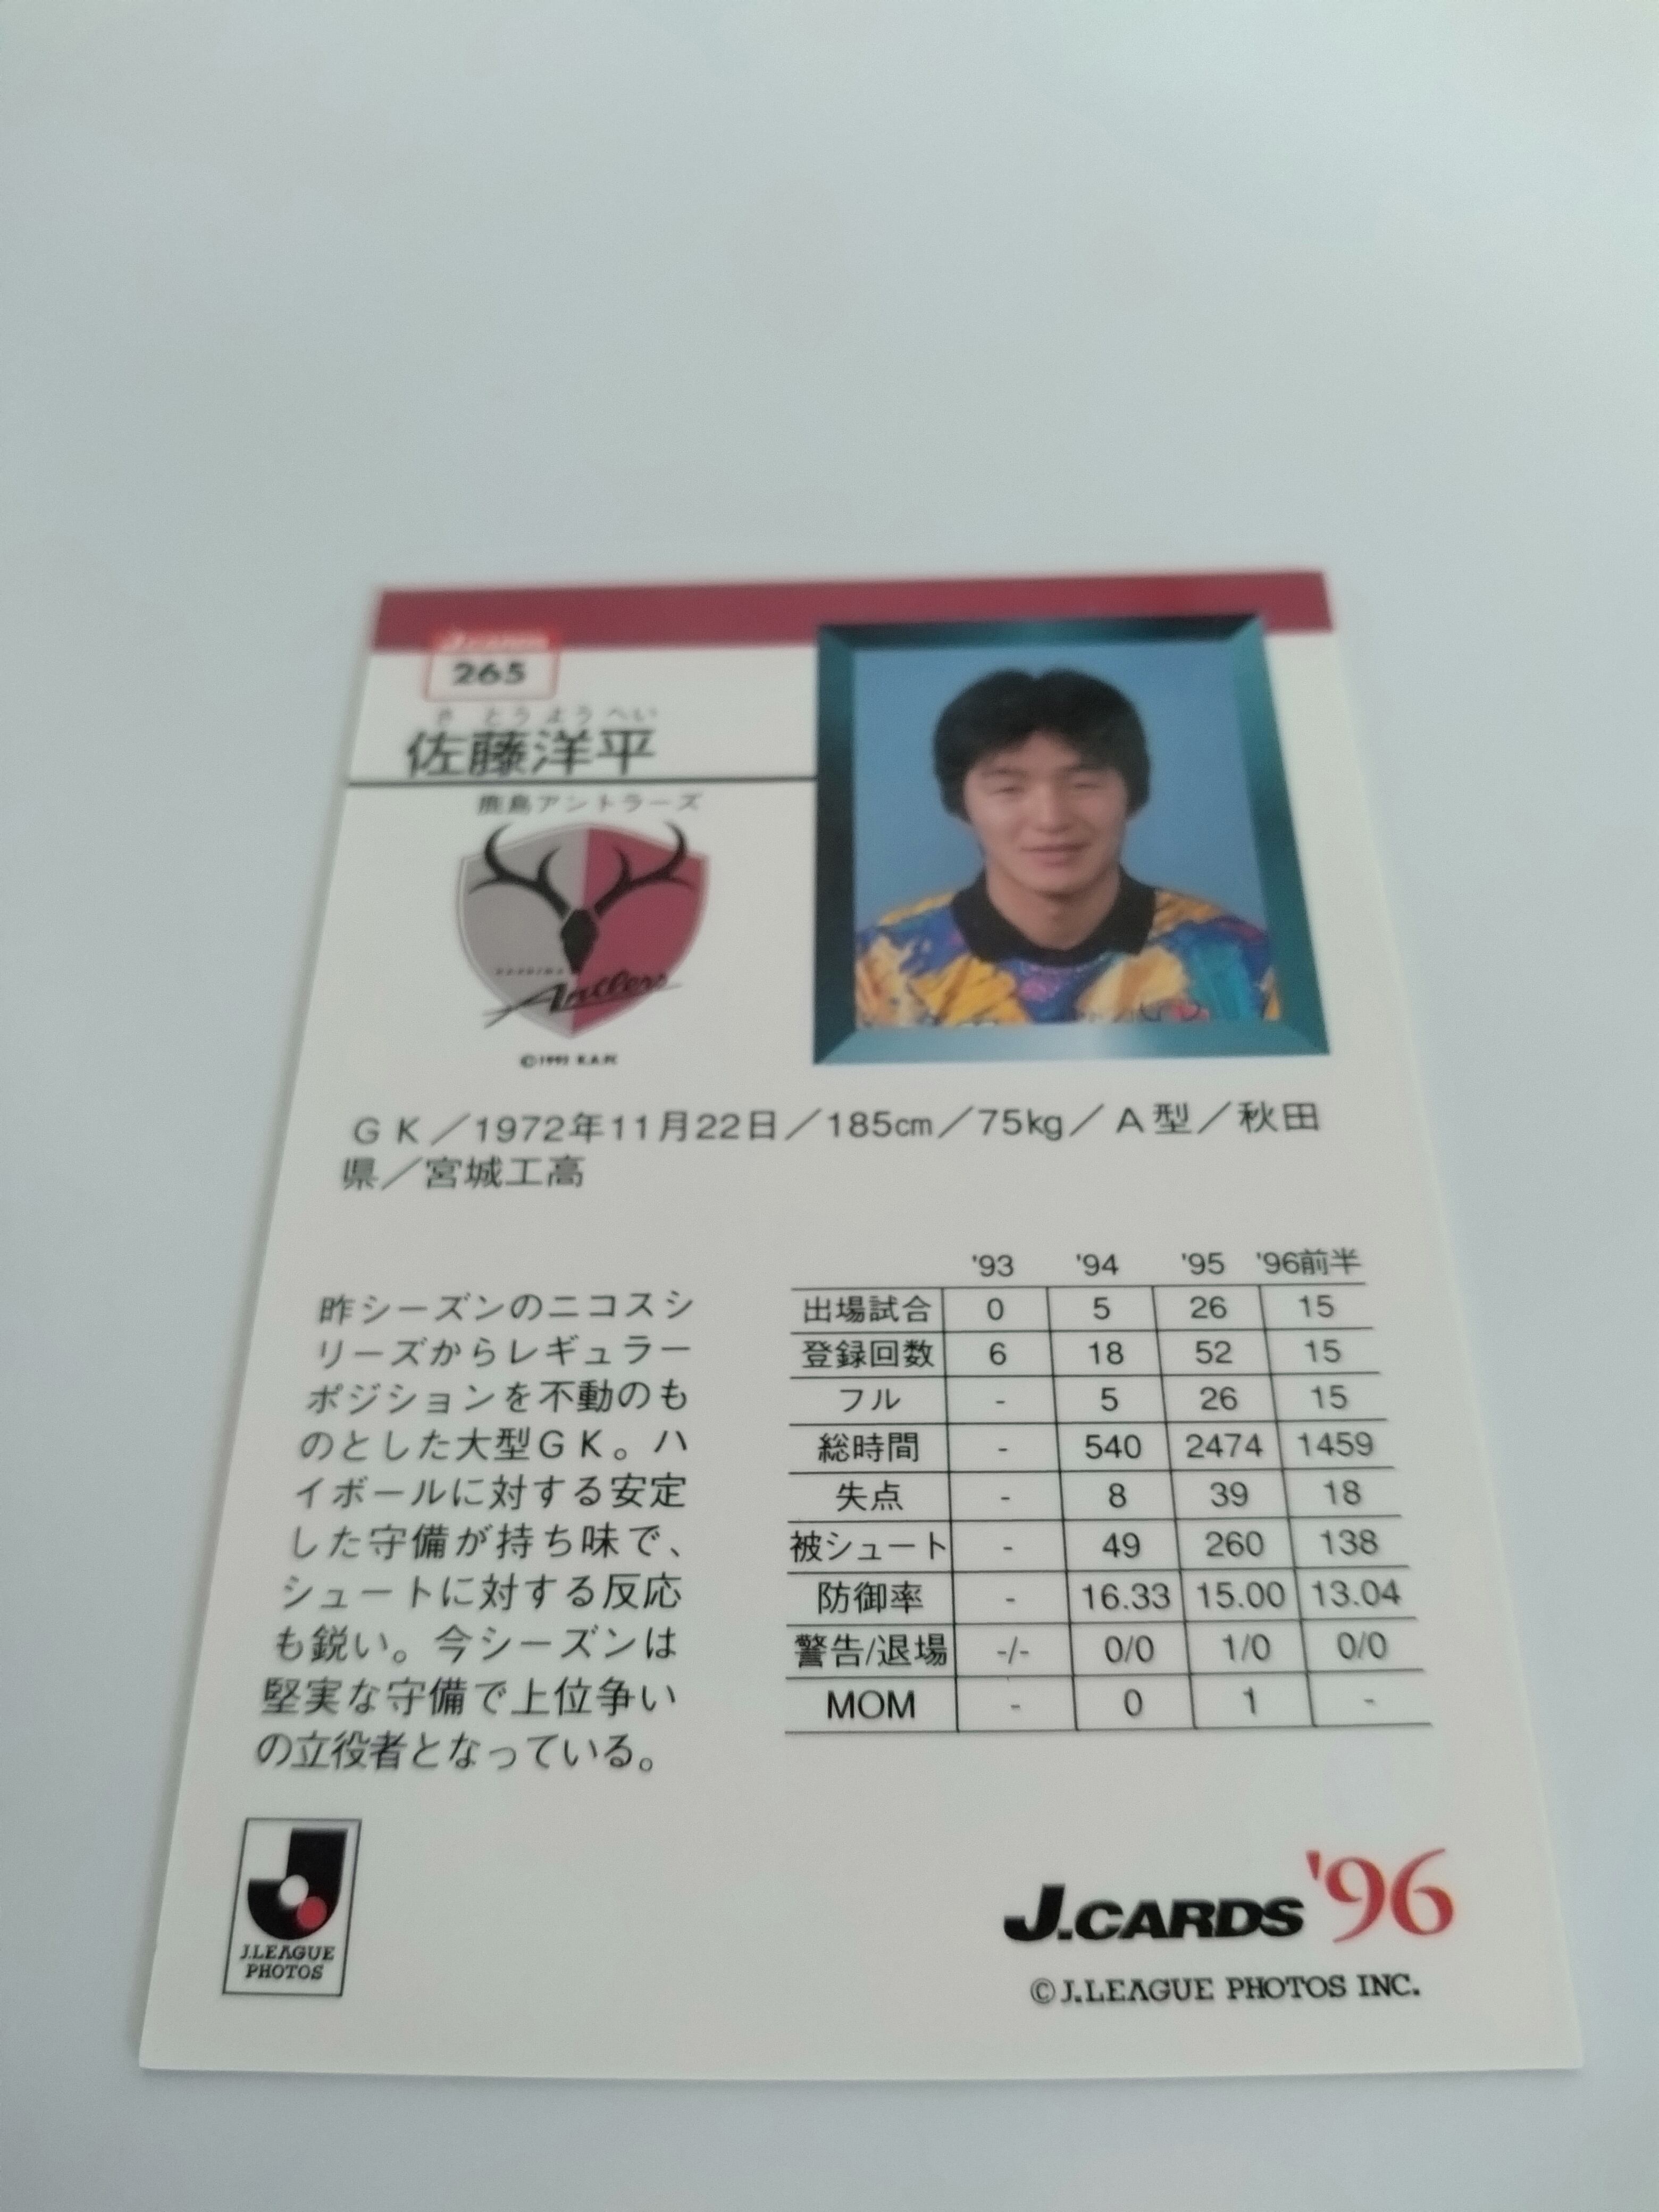 J.CARDS
265
さとうようへい
佐藤洋平
鹿島アントラーズ
KASHIMA
Antlers
GK／1972年11月22日／185cm／75kg／A型／秋田
県／宮城工高
昨シーズンのニコスシ
リーズからレギュラー
ポジションを不動のも
のとした大型GK。ハ
イボールに対する安定
した守備が持ち味で、
シュートに対する反応
も鋭い。今シーズンは
堅実な守備で上位争い
の立役者となっている。
'93 '94 '95 '96前半
出場試合 0 5 26 15
登録回数 6 18 52 15
フル - 5 26 15
総時間 - 540 2474 1459
失点 - 8 39 18
被シュート - 49 260 138
防御率 - 16.33 15.00 13.04
警告/退場 -/- 0/0 1/0 0/0
MOM - 0 1 -
J.LEAGUE
PHOTOS
J.CARDS '96
©J.LEAGUE PHOTOS INC.